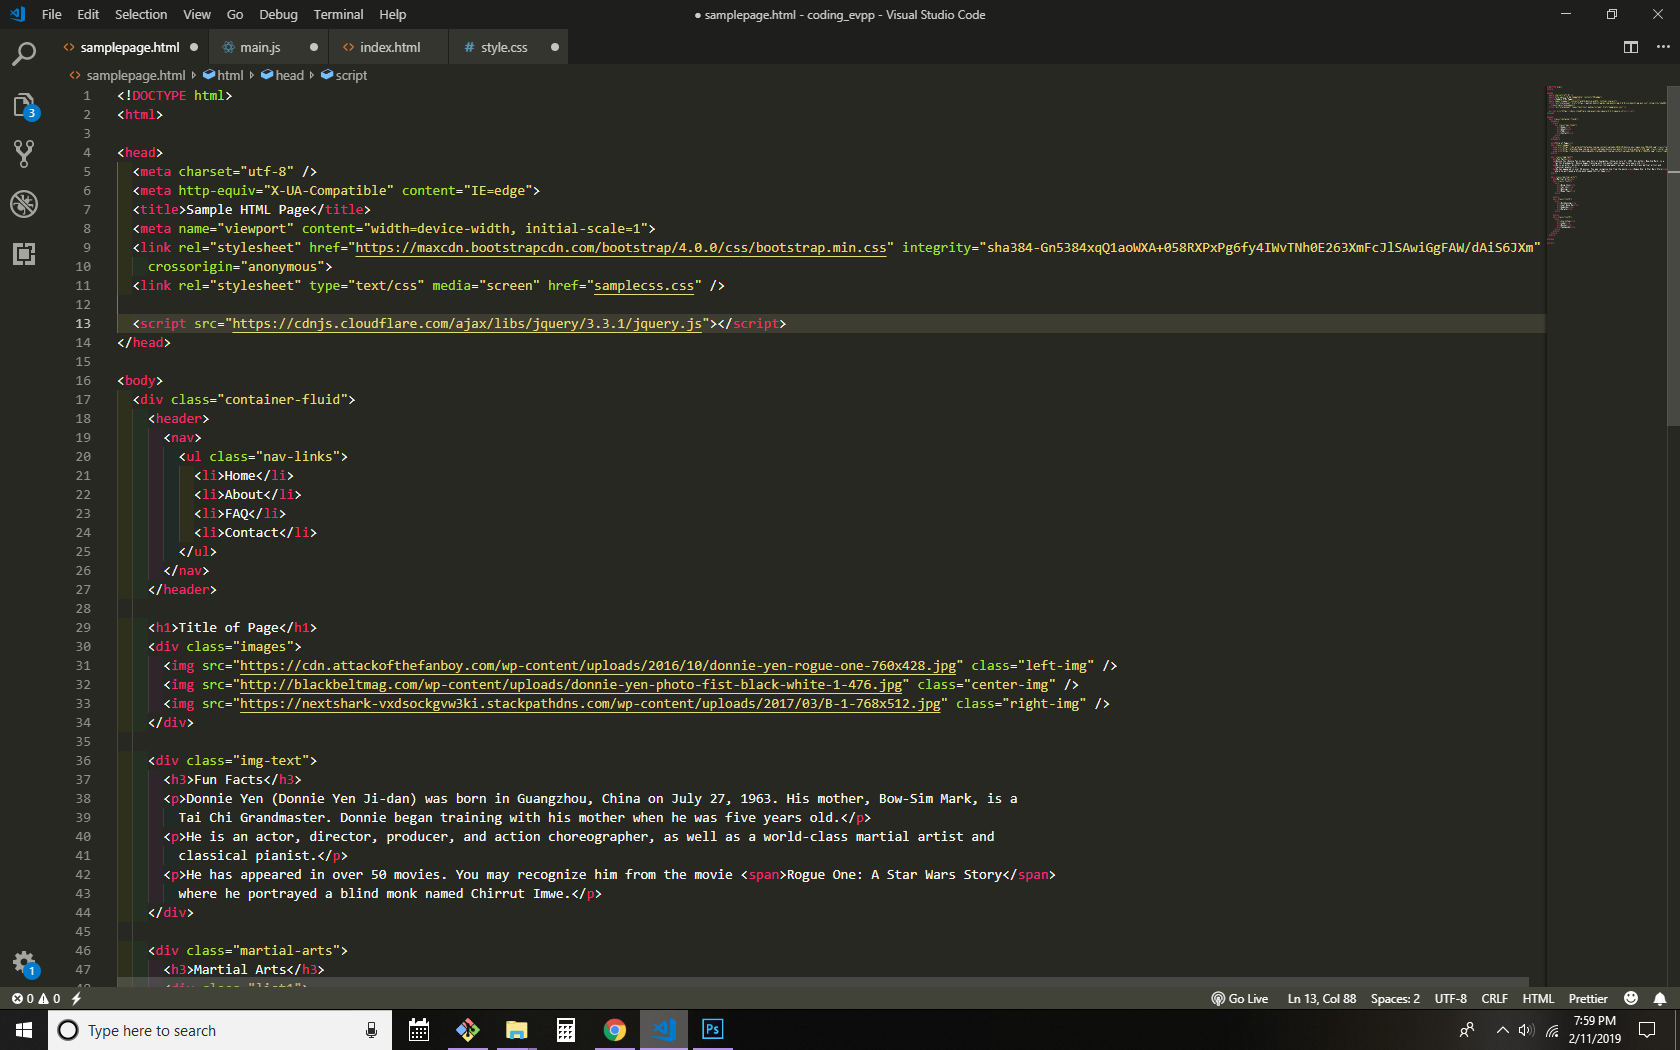 File Edit Selection View Go Debug Terminal Help
● samplepage.html - coding_evpp - Visual Studio Code
<> samplepage.html ● main.js ● <> index.html # style.css ●
<> samplepage.html › html › head › script
1 <!DOCTYPE html>
2 <html>
3
4 <head>
5 <meta charset="utf-8" />
6 <meta http-equiv="X-UA-Compatible" content="IE=edge">
7 <title>Sample HTML Page</title>
8 <meta name="viewport" content="width=device-width, initial-scale=1">
9 <link rel="stylesheet" href="https://maxcdn.bootstrapcdn.com/bootstrap/4.0.0/css/bootstrap.min.css" integrity="sha384-Gn5384xqQ1aoWXA+058RXPxPg6fy4IWvTNh0E263XmFcJlSAwiGgFAW/dAiS6JXm"
10 crossorigin="anonymous">
11 <link rel="stylesheet" type="text/css" media="screen" href="samplecss.css" />
12
13 <script src="https://cdnjs.cloudflare.com/ajax/libs/jquery/3.3.1/jquery.js"></script>
14 </head>
15
16 <body>
17 <div class="container-fluid">
18 <header>
19 <nav>
20 <ul class="nav-links">
21 <li>Home</li>
22 <li>About</li>
23 <li>FAQ</li>
24 <li>Contact</li>
25 </ul>
26 </nav>
27 </header>
28
29 <h1>Title of Page</h1>
30 <div class="images">
31 <img src="https://cdn.attackofthefanboy.com/wp-content/uploads/2016/10/donnie-yen-rogue-one-760x428.jpg" class="left-img" />
32 <img src="http://blackbeltmag.com/wp-content/uploads/donnie-yen-photo-fist-black-white-1-476.jpg" class="center-img" />
33 <img src="https://nextshark-vxdsockgvw3ki.stackpathdns.com/wp-content/uploads/2017/03/B-1-768x512.jpg" class="right-img" />
34 </div>
35
36 <div class="img-text">
37 <h3>Fun Facts</h3>
38 <p>Donnie Yen (Donnie Yen Ji-dan) was born in Guangzhou, China on July 27, 1963. His mother, Bow-Sim Mark, is a
39 Tai Chi Grandmaster. Donnie began training with his mother when he was five years old.</p>
40 <p>He is an actor, director, producer, and action choreographer, as well as a world-class martial artist and
41 classical pianist.</p>
42 <p>He has appeared in over 50 movies. You may recognize him from the movie <span>Rogue One: A Star Wars Story</span>
43 where he portrayed a blind monk named Chirrut Imwe.</p>
44 </div>
45
46 <div class="martial-arts">
47 <h3>Martial Arts</h3>
48 <div class="list1">
3
1
0 0 Go Live Ln 13, Col 88 Spaces: 2 UTF-8 CRLF HTML Prettier
Type here to search
Ps
7:59 PM
2/11/2019